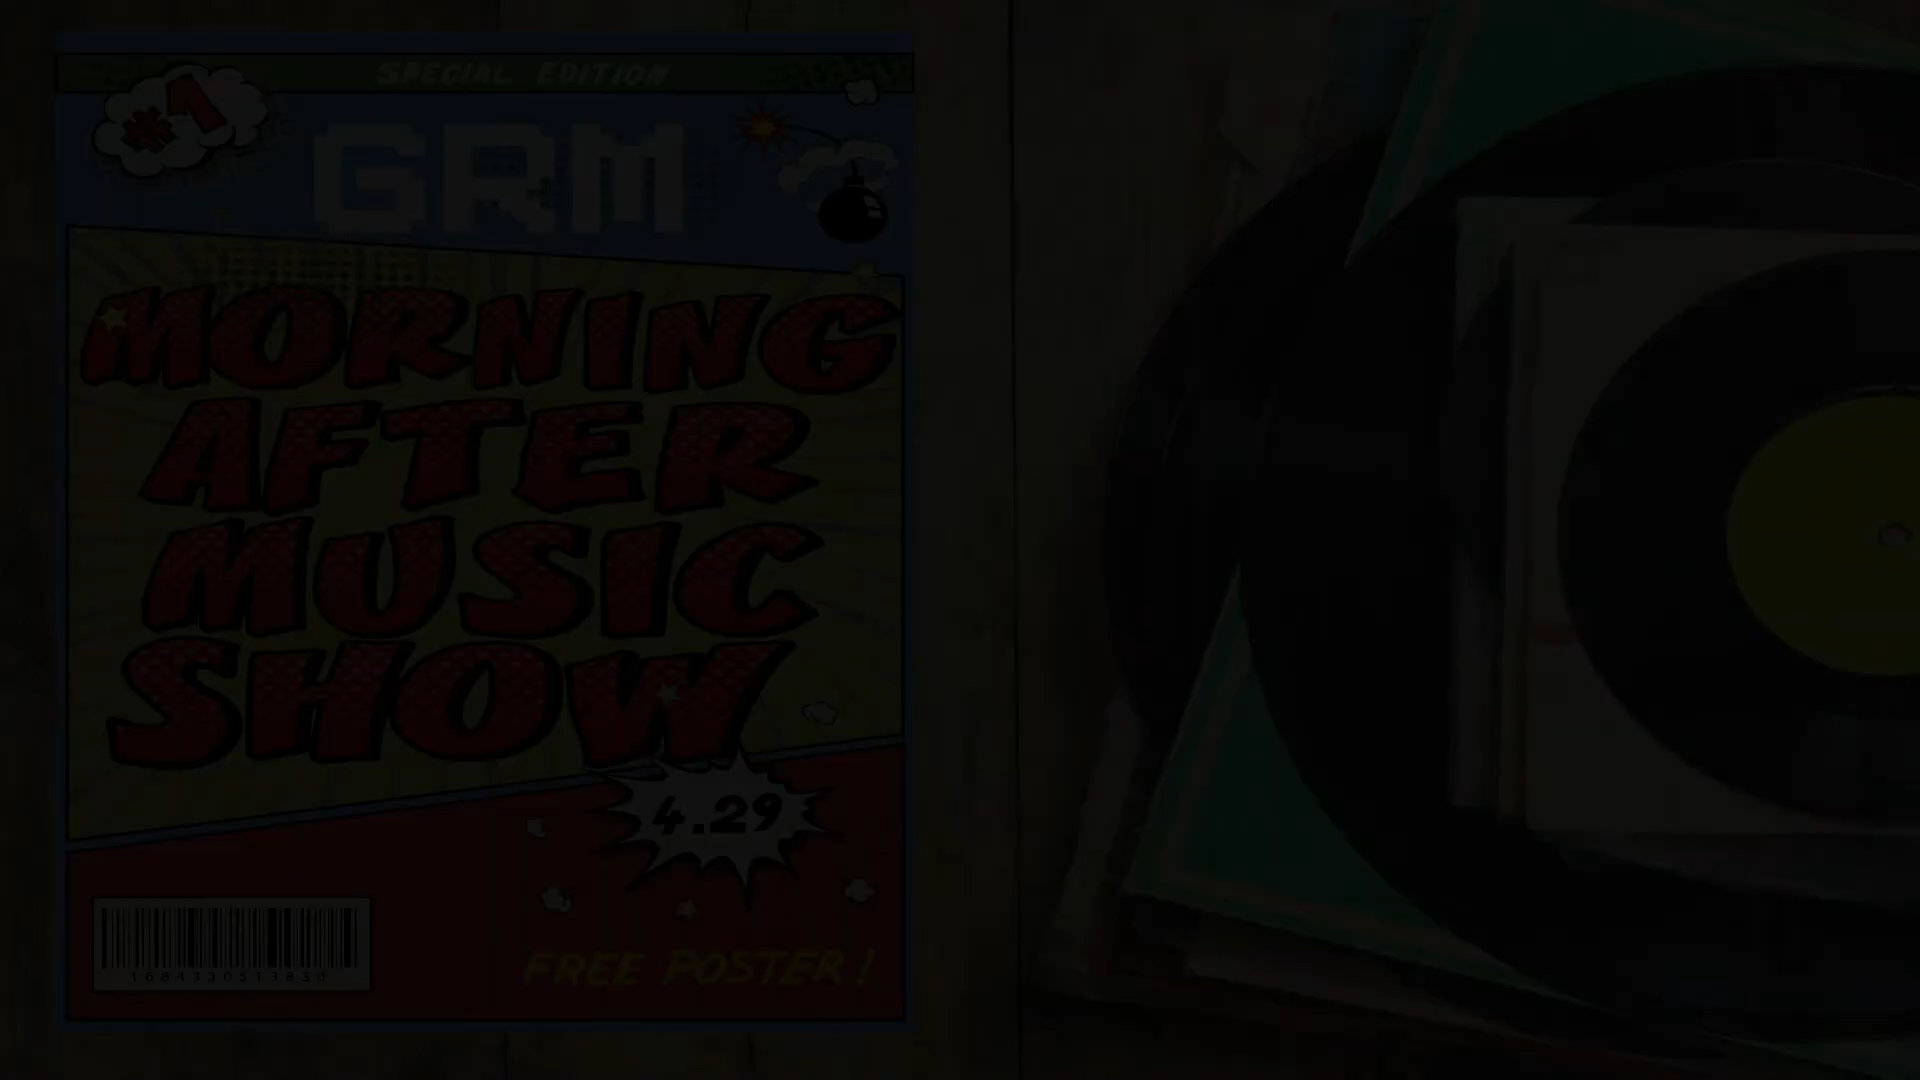 SPECIAL EDITION
#1
GRM
MORNING
AFTER
MUSIC
SHOW
4.29
FREE POSTER!